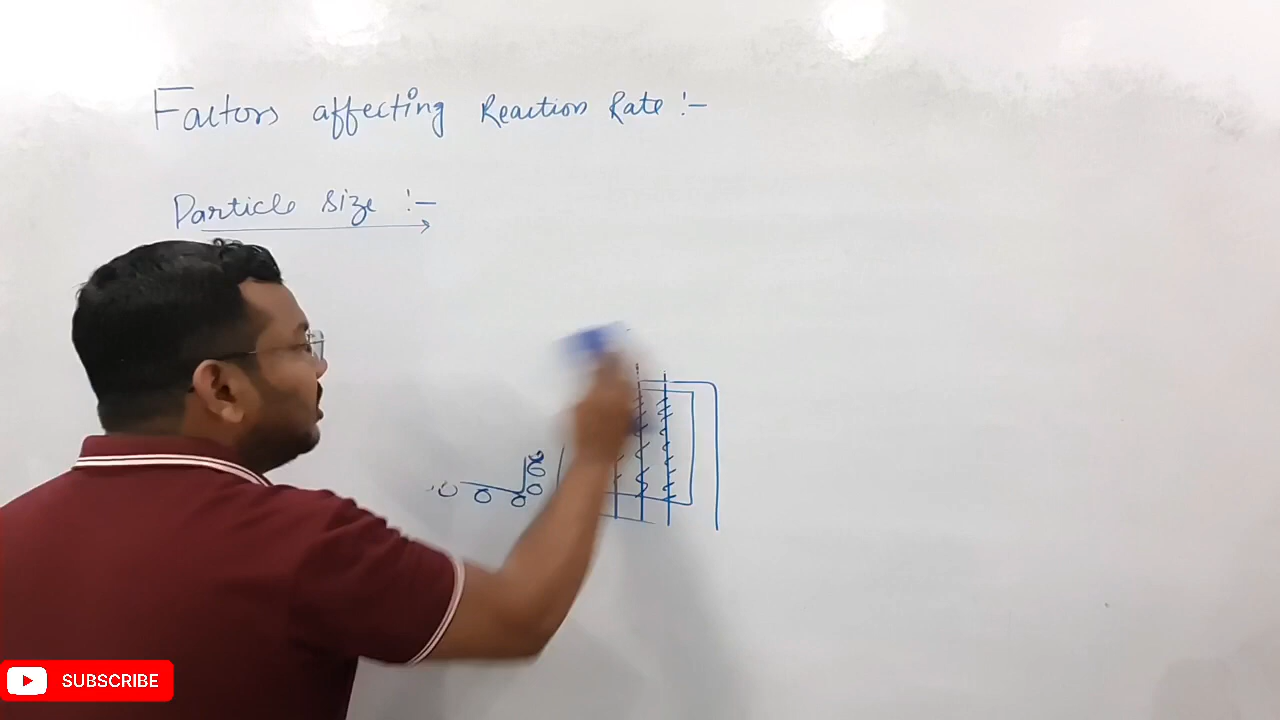 Factors affecting Reaction Rate :-
Particle size :-
SUBSCRIBE